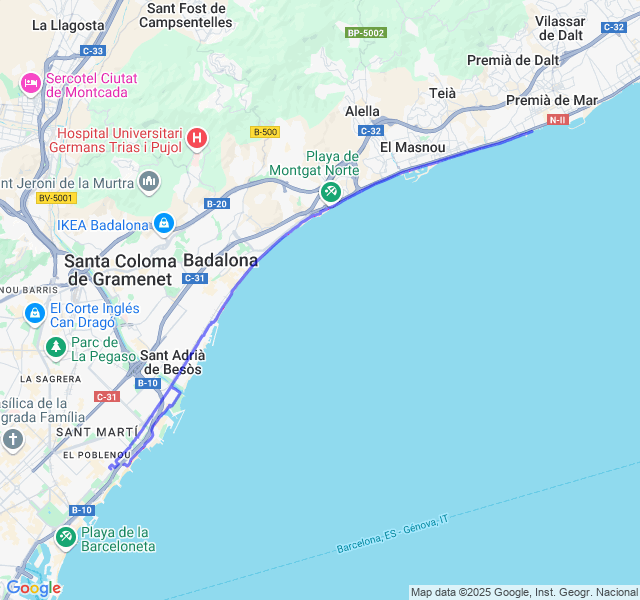 Sant Fost de
Campsentelles
La Llagosta
C-33
Vilassar
de Dalt
C-32
BP-5002
Premià de Dalt
Sercotel Ciutat
de Montcada
Teià
Premià de Mar
Alella
N-II
C-32
Hospital Universitari
Germans Trias i Pujol
H
B-500
El Masnou
Playa de
Montgat Norte
nt Jeroni de la Murtra
BV-5001
B-20
IKEA Badalona
Santa Coloma
de Gramenet
Badalona
C-31
NOU BARRIS
El Corte Inglés
Can Dragó
Parc de
La Pegaso
Sant Adrià
de Besòs
LA SAGRERA
B-10
C-31
asílica de la
grada Família
SANT MARTÍ
EL POBLENOU
B-10
Playa de la
Barceloneta
Barcelona, ES - Génova, IT
Google
Map data ©2025 Google, Inst. Geogr. Nacional